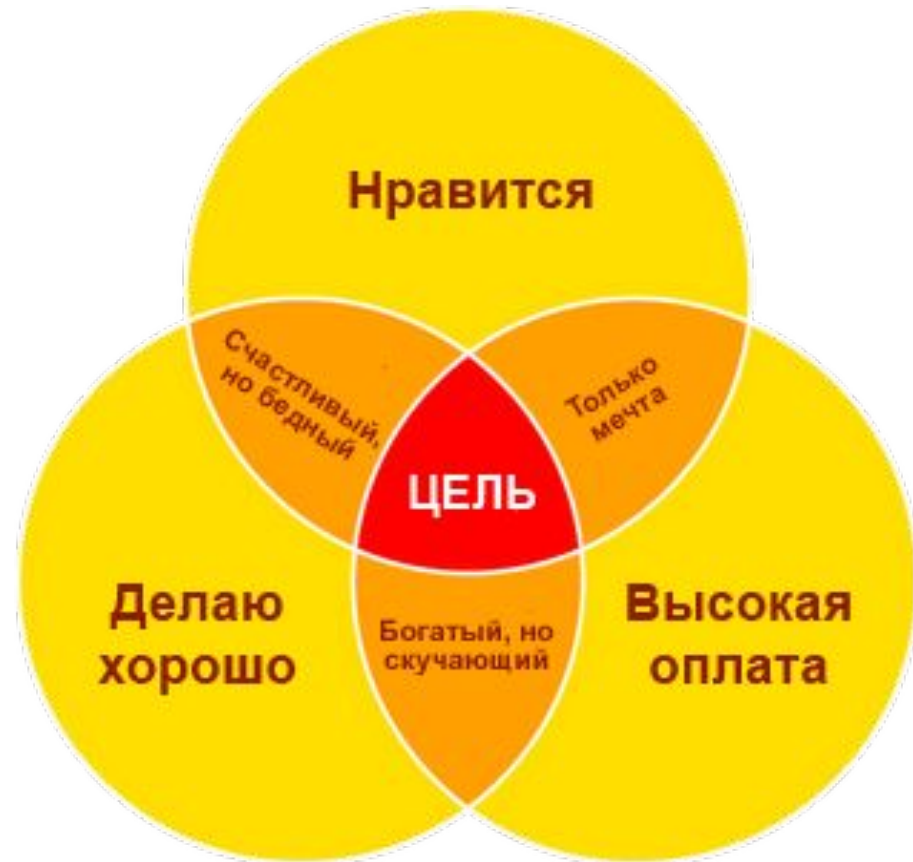 Нравится
Счастливый,
но бедный
Только
мечта
ЦЕЛЬ
Делаю
хорошо
Богатый, но
скучающий
Высокая
оплата